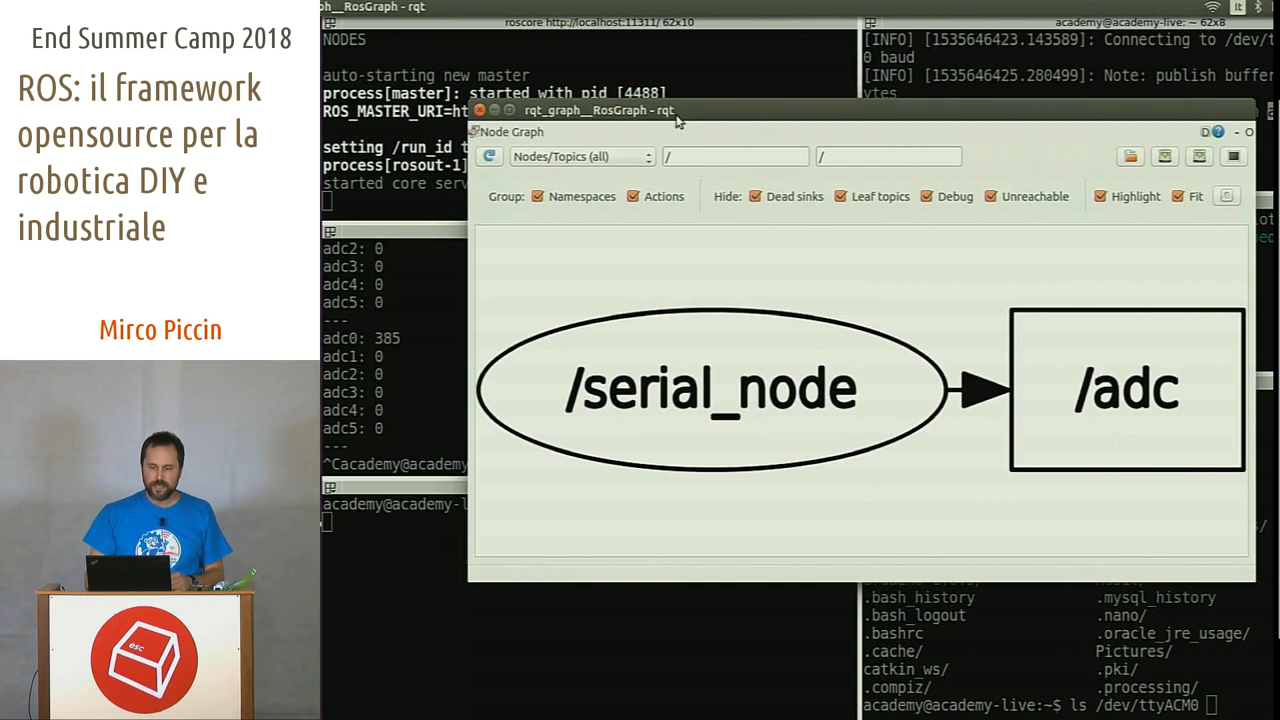 End Summer Camp 2018
ROS: il framework
opensource per la
robotica DIY e
industriale
Mirco Piccin
esc
ph__RosGraph - rqt
It
roscore http://localhost:11311/ 62x10
NODES
auto-starting new master
process[master]: started with pid [4488]
ROS_MASTER_URI=ht
setting /run_id t
process[rosout-1]
started core serv
academy@academy-live: ~ 62x8
[INFO] [1535646423.143589]: Connecting to /dev/t
0 baud
[INFO] [1535646425.280499]: Note: publish buffer
ytes
rqt_graph__RosGraph - rqt
Node Graph
D - O
Nodes/Topics (all) / /
Group: Namespaces Actions Hide: Dead sinks Leaf topics Debug Unreachable Highlight Fit
/serial_node
/adc
adc2: 0
adc3: 0
adc4: 0
adc5: 0
---
adc0: 385
adc1: 0
adc2: 0
adc3: 0
adc4: 0
adc5: 0
---
^Cacademy@academy
academy@academy-l
.bash_history .mysql_history
.bash_logout .nano/
.bashrc .oracle_jre_usage/
.cache/ Pictures/
catkin_ws/ .pki/
.compiz/ .processing/
academy@academy-live:~$ ls /dev/ttyACM0